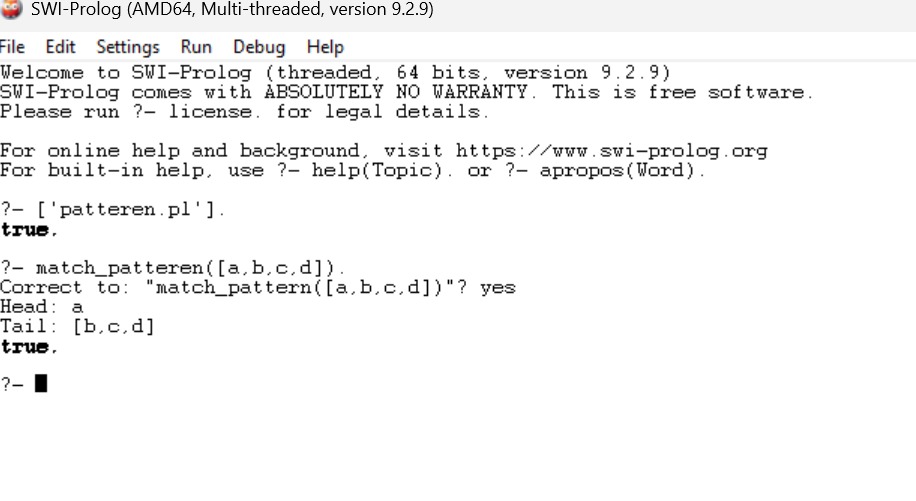 SWI-Prolog (AMD64, Multi-threaded, version 9.2.9)
File Edit Settings Run Debug Help
Welcome to SWI-Prolog (threaded, 64 bits, version 9.2.9)
SWI-Prolog comes with ABSOLUTELY NO WARRANTY. This is free software.
Please run ?- license. for legal details.
For online help and background, visit https://www.swi-prolog.org
For built-in help, use ?- help(Topic). or ?- apropos(Word).
?- ['patteren.pl'].
true.
?- match_patteren([a,b,c,d]).
Correct to: "match_pattern([a,b,c,d])"? yes
Head: a
Tail: [b,c,d]
true.
?-